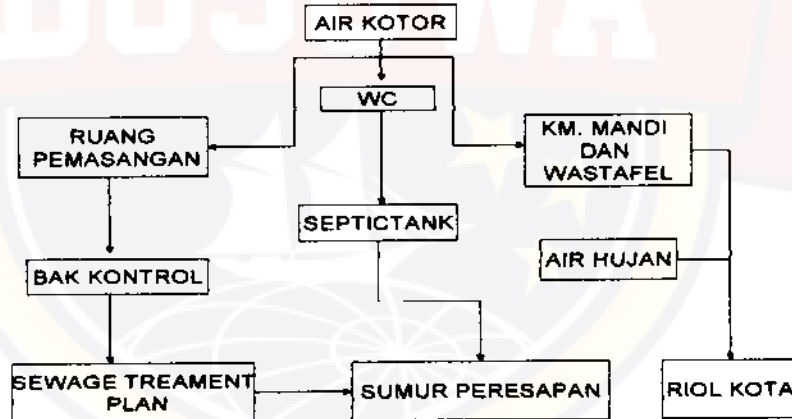 AIR KOTOR
WC
RUANG
PEMASANGAN
KM. MANDI
DAN
WASTAFEL
SEPTICTANK
AIR HUJAN
BAK KONTROL
SEWAGE TREAMENT
PLAN
SUMUR PERESAPAN
RIOL KOTA